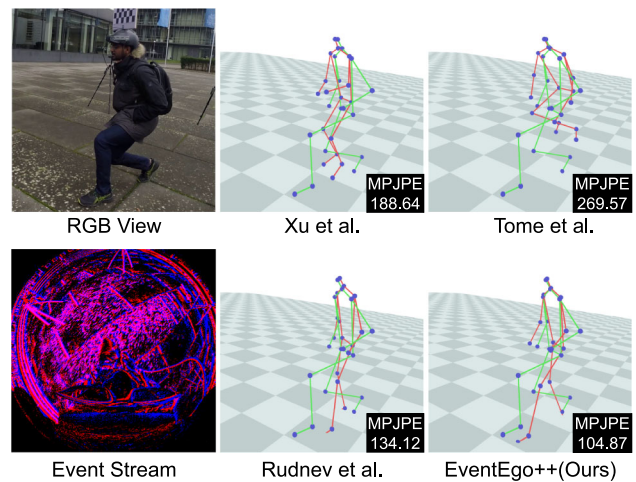 MPJPE
188.64
MPJPE
269.57
RGB View
Xu et al.
Tome et al.
MPJPE
134.12
MPJPE
104.87
Event Stream
Rudnev et al.
EventEgo++(Ours)